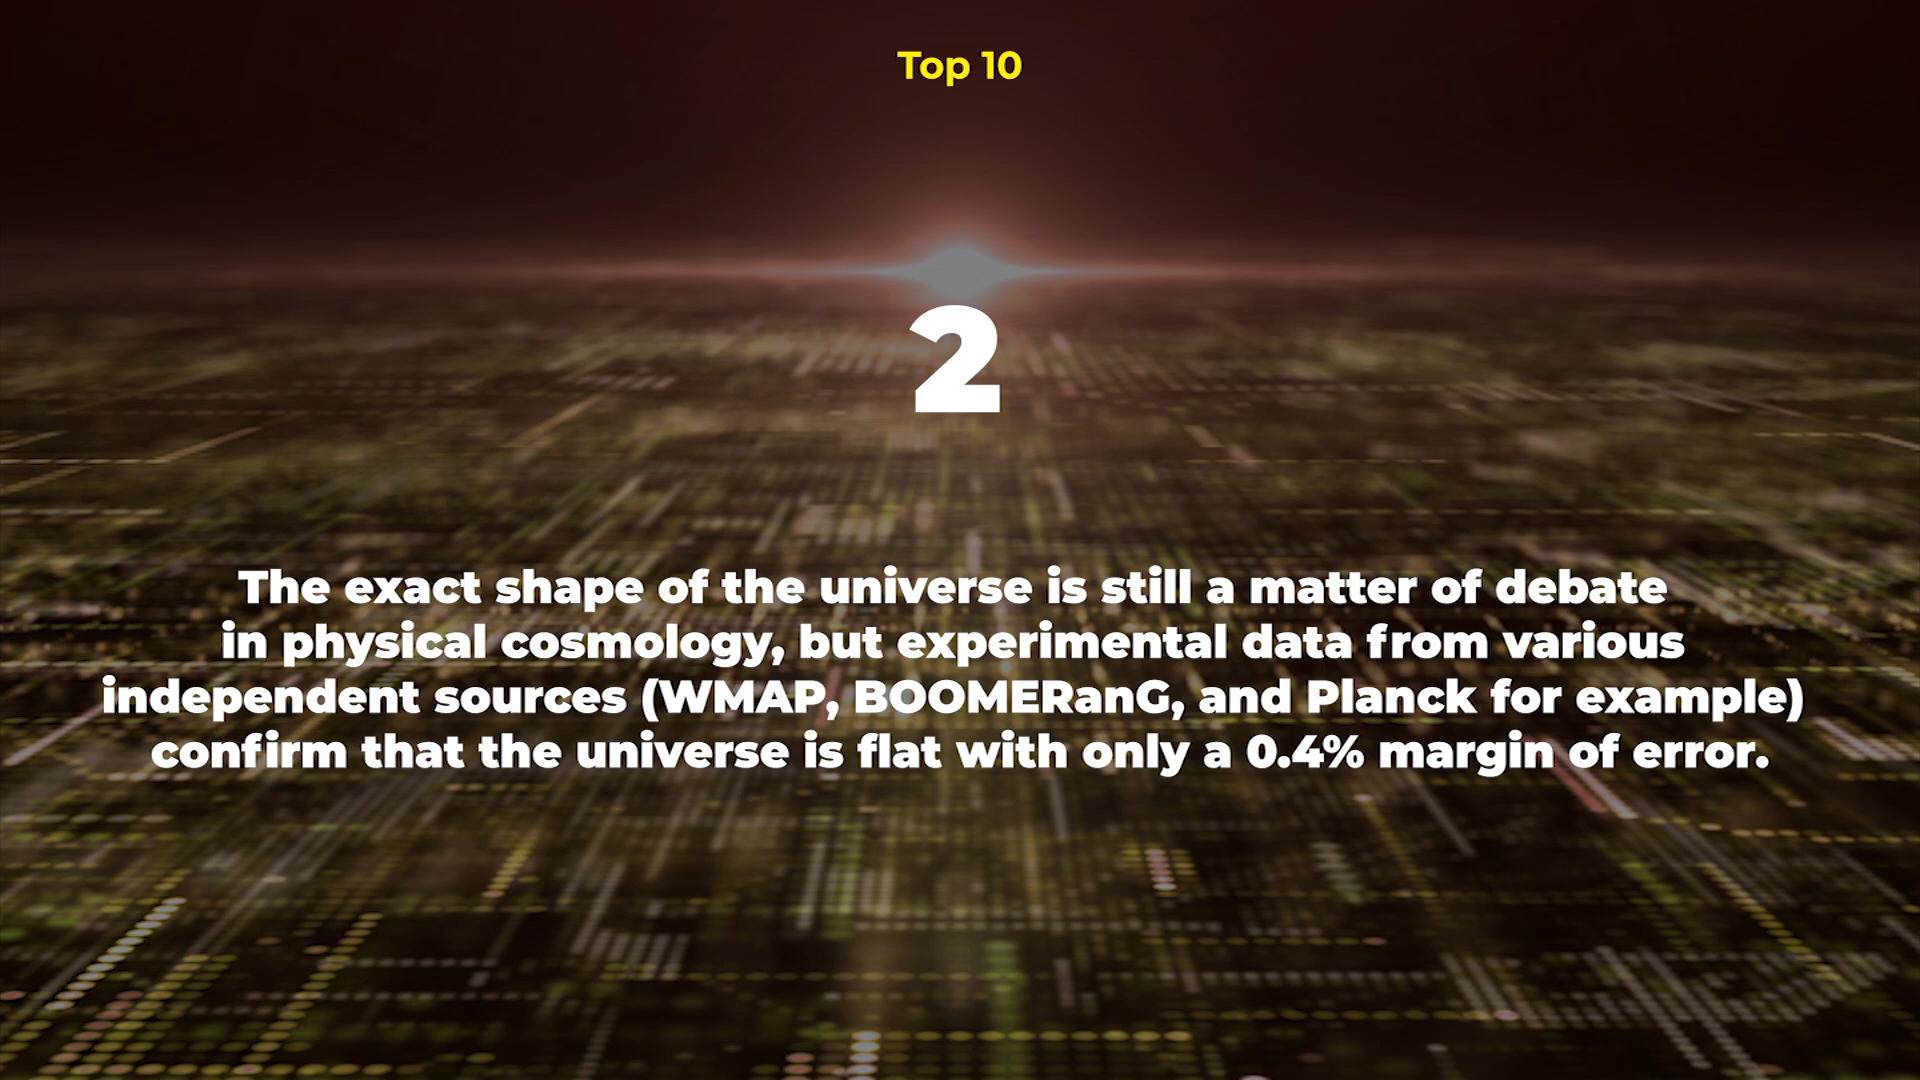 Top 10
2
The exact shape of the universe is still a matter of debate
in physical cosmology, but experimental data from various
independent sources (WMAP, BOOMERanG, and Planck for example)
confirm that the universe is flat with only a 0.4% margin of error.